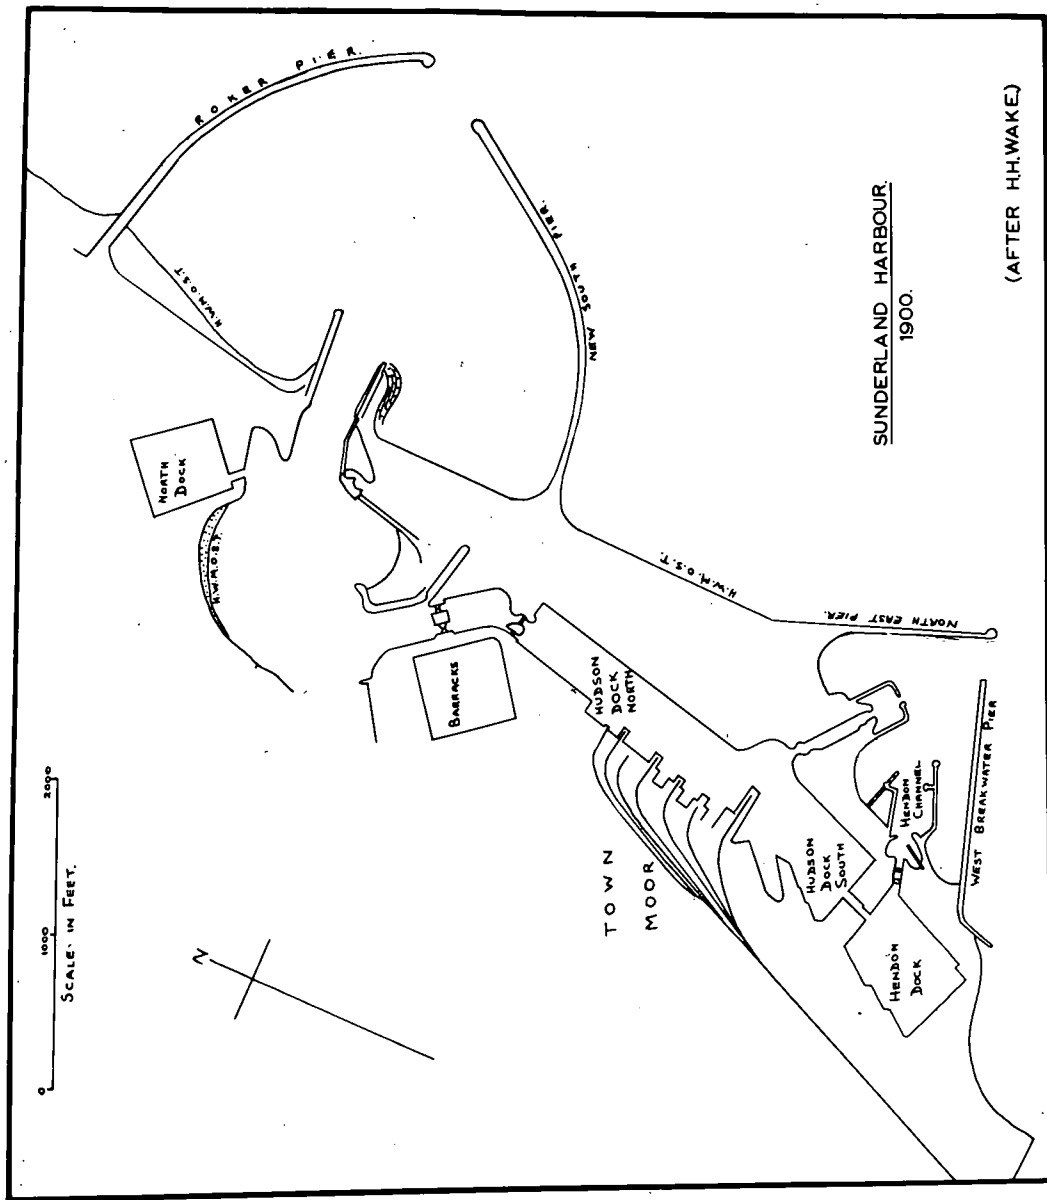 ROKER PIER.
H.W.M.O.S.T
NEW SOUTH PIER.
NORTH
DOCK
H.W.M.O.S.T.
BARRACKS
HUDSON
DOCK
NORTH
H.W.M.O.S.T.
NORTH EAST PIER.
TOWN
MOOR
HUDSON
DOCK
SOUTH
HENDON
CHANNEL
WEST BREAKWATER PIER
HENDON
DOCK
N
0 1000 2000
SCALE IN FEET.
SUNDERLAND HARBOUR.
1900.
(AFTER H.H.WAKE)